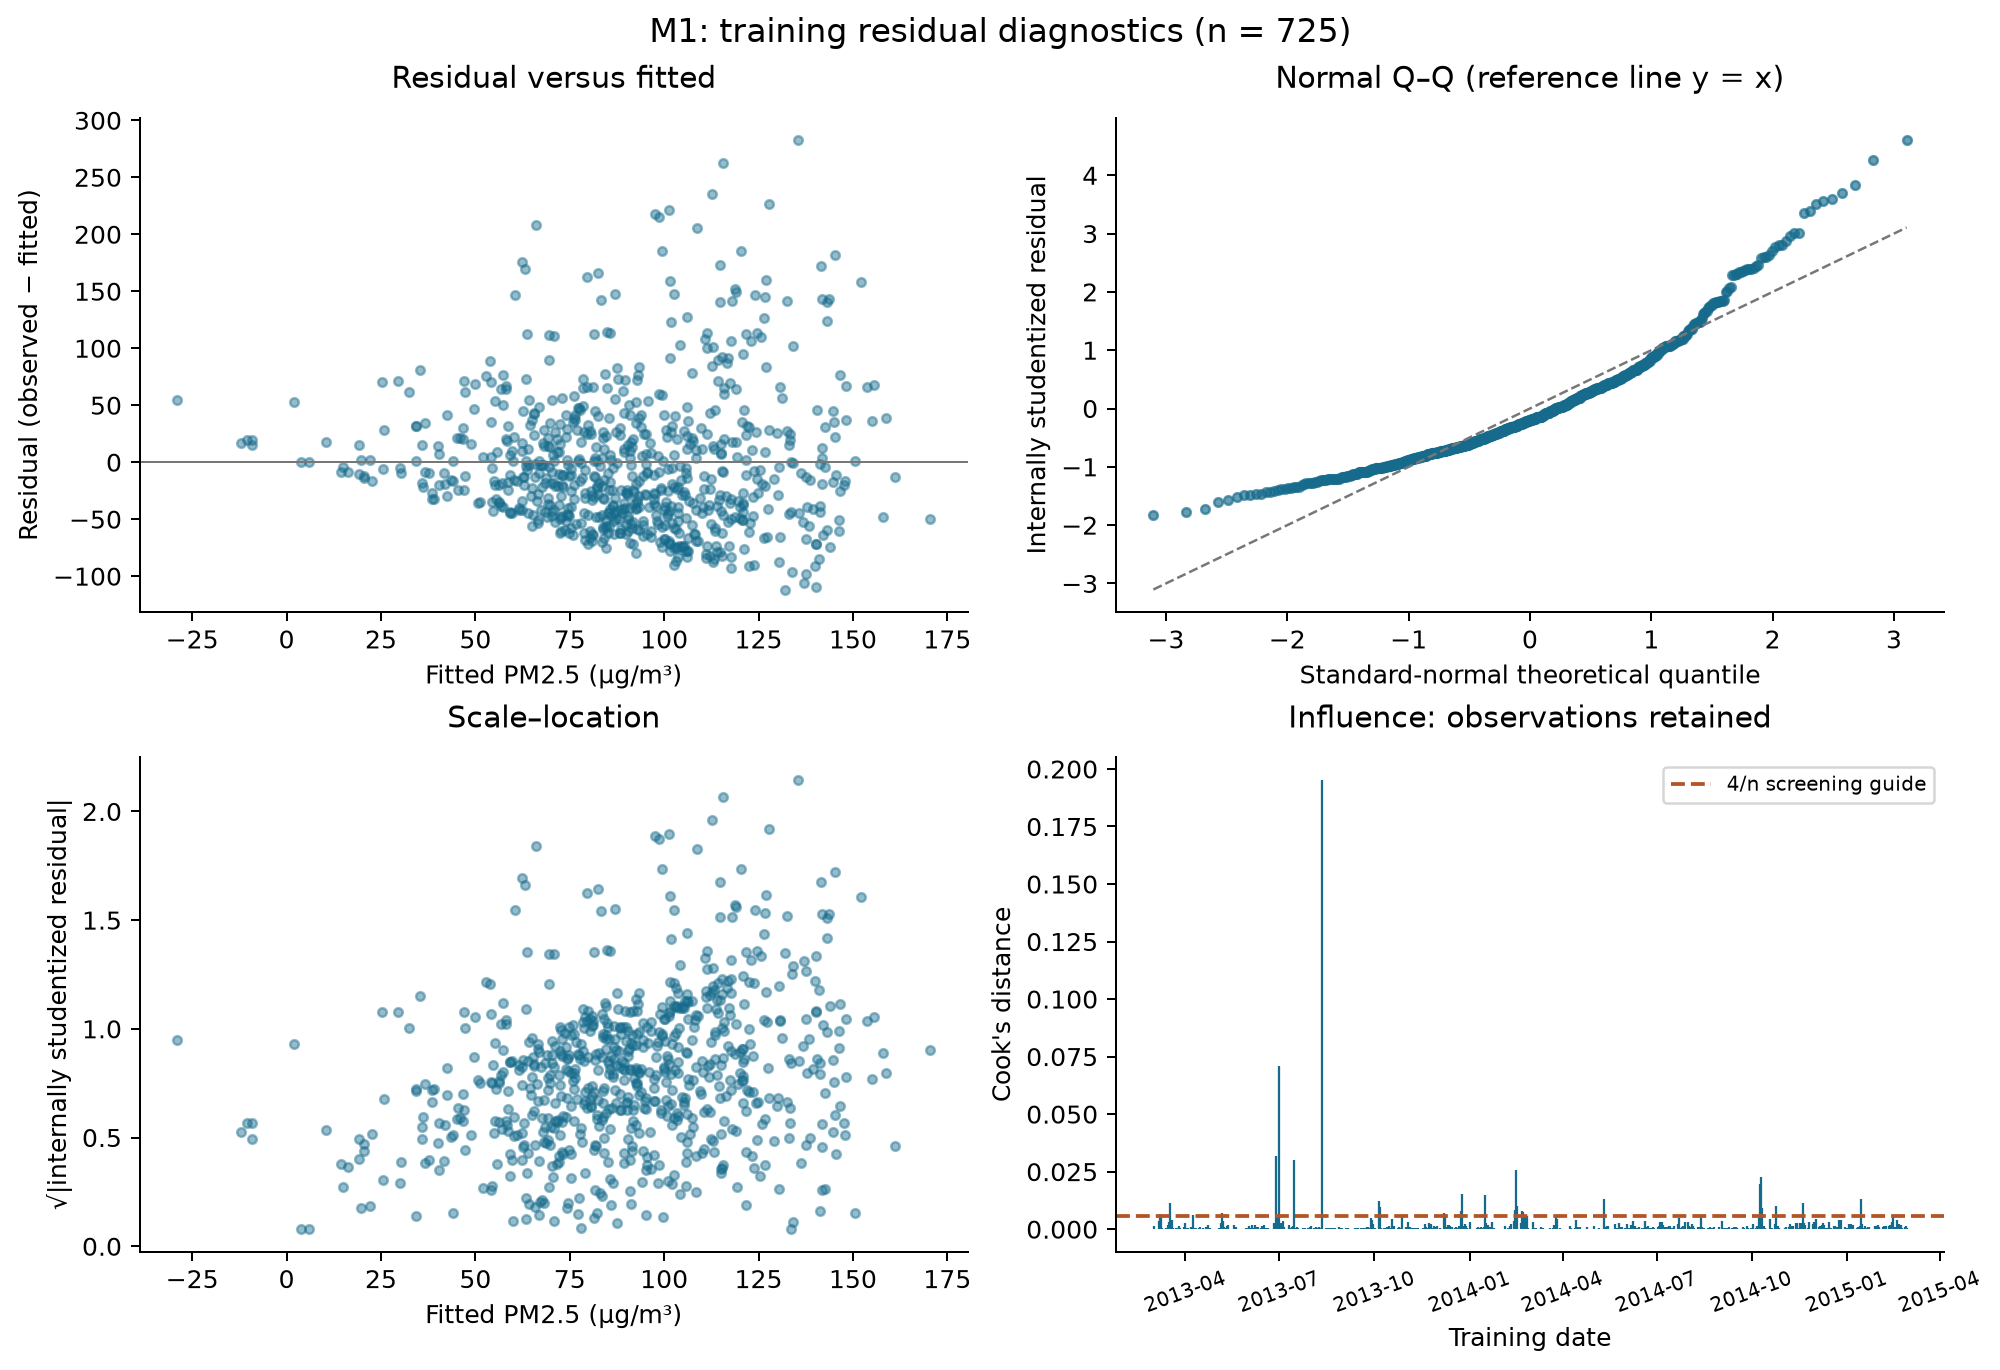 M1: training residual diagnostics (n = 725)
Residual versus fitted
Residual (observed − fitted)
300
250
200
150
100
50
0
−50
−100
−25 0 25 50 75 100 125 150 175
Fitted PM2.5 (µg/m³)
Normal Q–Q (reference line y = x)
Internally studentized residual
4
3
2
1
0
−1
−2
−3
−3 −2 −1 0 1 2 3
Standard-normal theoretical quantile
Scale–location
√|internally studentized residual|
2.0
1.5
1.0
0.5
0.0
−25 0 25 50 75 100 125 150 175
Fitted PM2.5 (µg/m³)
Influence: observations retained
4/n screening guide
Cook's distance
0.200
0.175
0.150
0.125
0.100
0.075
0.050
0.025
0.000
2013-04 2013-07 2013-10 2014-01 2014-04 2014-07 2014-10 2015-01 2015-04
Training date